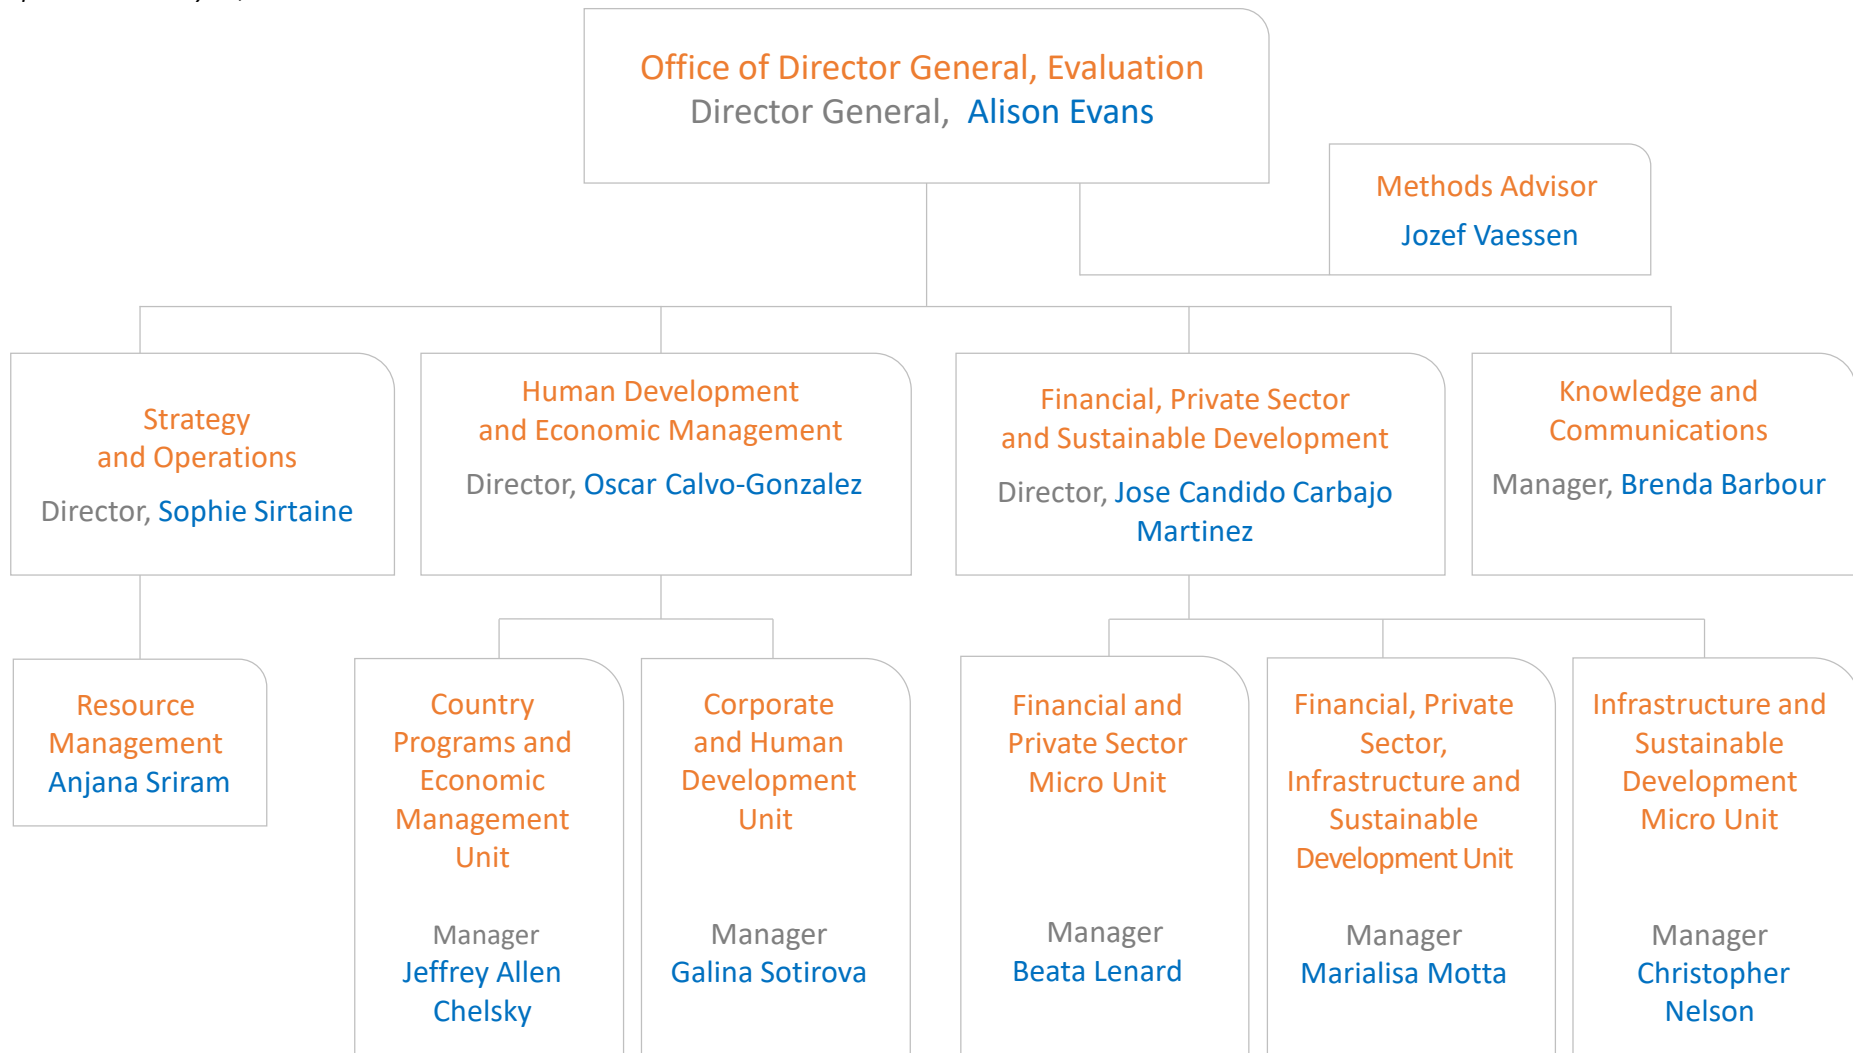 Office of Director General, Evaluation
Director General, Alison Evans
Methods Advisor
Jozef Vaessen
Strategy
and Operations
Director, Sophie Sirtaine
Human Development
and Economic Management
Director, Oscar Calvo-Gonzalez
Financial, Private Sector
and Sustainable Development
Director, Jose Candido Carbajo
Martinez
Knowledge and
Communications
Manager, Brenda Barbour
Resource
Management
Anjana Sriram
Country
Programs and
Economic
Management
Unit
Manager
Jeffrey Allen
Chelsky
Corporate
and Human
Development
Unit
Manager
Galina Sotirova
Financial and
Private Sector
Micro Unit
Manager
Beata Lenard
Financial, Private
Sector,
Infrastructure and
Sustainable
Development Unit
Manager
Marialisa Motta
Infrastructure and
Sustainable
Development
Micro Unit
Manager
Christopher
Nelson